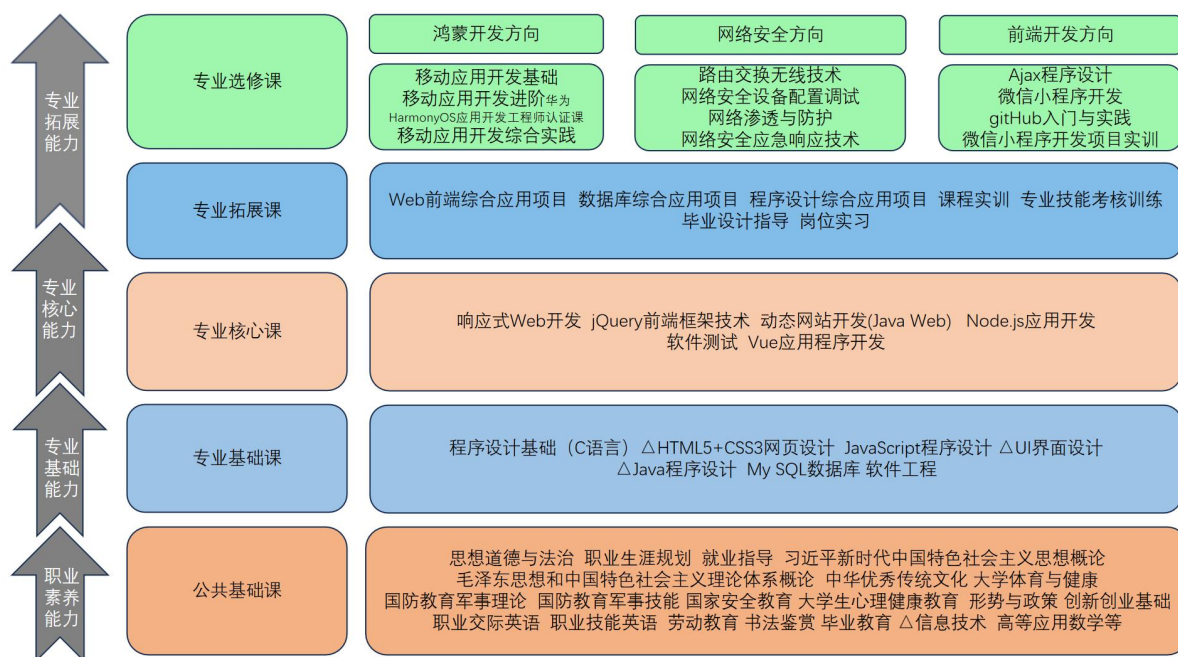 鸿蒙开发方向
网络安全方向
前端开发方向
专业选修课
移动应用开发基础
移动应用开发进阶华为
HarmonyOS应用开发工程师认证课
移动应用开发综合实践
路由交换无线技术
网络安全设备配置调试
网络渗透与防护
网络安全应急响应技术
Ajax程序设计
微信小程序开发
gitHub入门与实践
微信小程序开发项目实训
专业
拓展
能力
专业拓展课
Web前端综合应用项目 数据库综合应用项目 程序设计综合应用项目 课程实训 专业技能考核训练
毕业设计指导 岗位实习
专业
核心
能力
专业核心课
响应式Web开发 jQuery前端框架技术 动态网站开发(Java Web) Node.js应用开发
软件测试 Vue应用程序开发
专业
基础
能力
专业基础课
程序设计基础（C语言）△HTML5+CSS3网页设计 JavaScript程序设计 △UI界面设计
△Java程序设计 My SQL数据库 软件工程
职业
素养
能力
公共基础课
思想道德与法治 职业生涯规划 就业指导 习近平新时代中国特色社会主义思想概论
毛泽东思想和中国特色社会主义理论体系概论 中华优秀传统文化 大学体育与健康
国防教育军事理论 国防教育军事技能 国家安全教育 大学生心理健康教育 形势与政策 创新创业基础
职业交际英语 职业技能英语 劳动教育 书法鉴赏 毕业教育 △信息技术 高等应用数学等